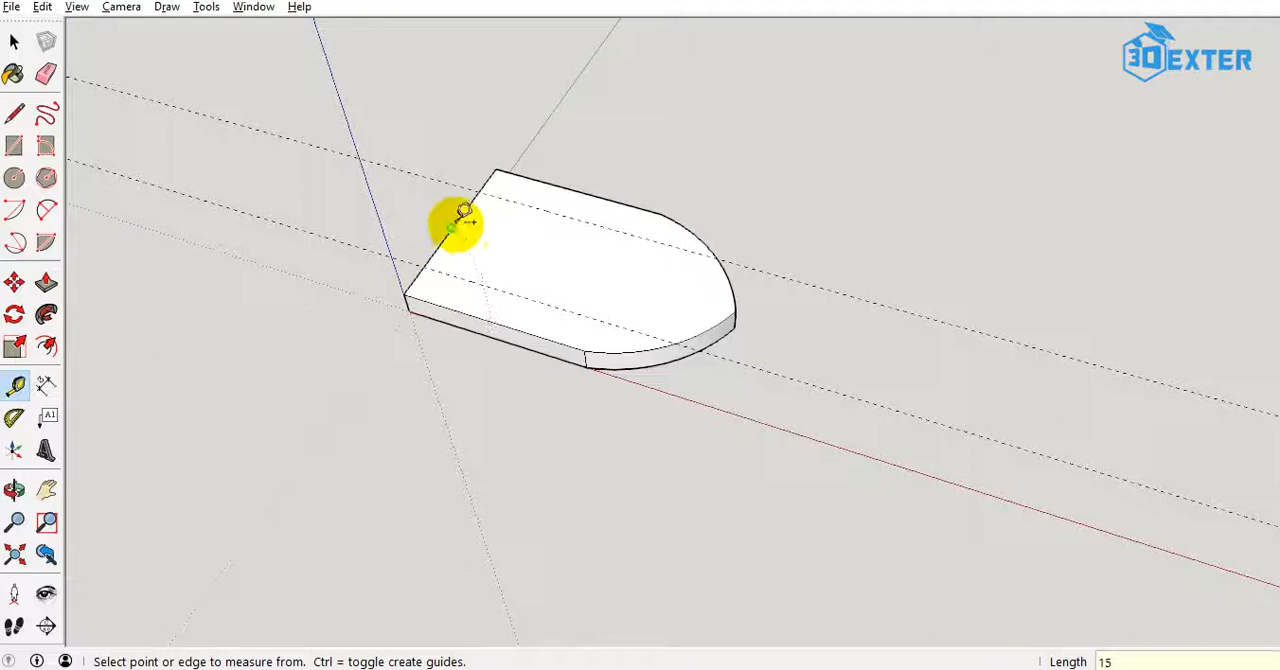 File Edit View Camera Draw Tools Window Help
3DEXTER
A1
Select point or edge to measure from. Ctrl = toggle create guides.
Length 15